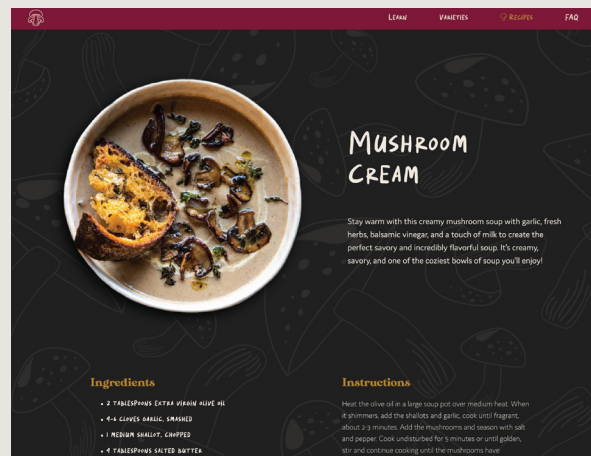 Learn Varieties Recipes FAQ
Mushroom
Cream
Stay warm with this creamy mushroom soup with garlic, fresh
herbs, balsamic vinegar, and a touch of milk to create the
perfect savory and incredibly flavorful soup. It's creamy,
savory, and one of the coziest bowls of soup you'll enjoy!
Ingredients
• 2 tablespoons extra virgin olive oil
• 4-6 cloves garlic, smashed
• 1 medium shallot, chopped
• 4 tablespoons salted butter
Instructions
Heat the olive oil in a large soup pot over medium heat. When
it shimmers, add the shallots and garlic, cook until fragrant,
about 2-3 minutes. Add the mushrooms and season with salt
and pepper. Cook undisturbed for 5 minutes or until golden,
stir and continue cooking until the mushrooms have